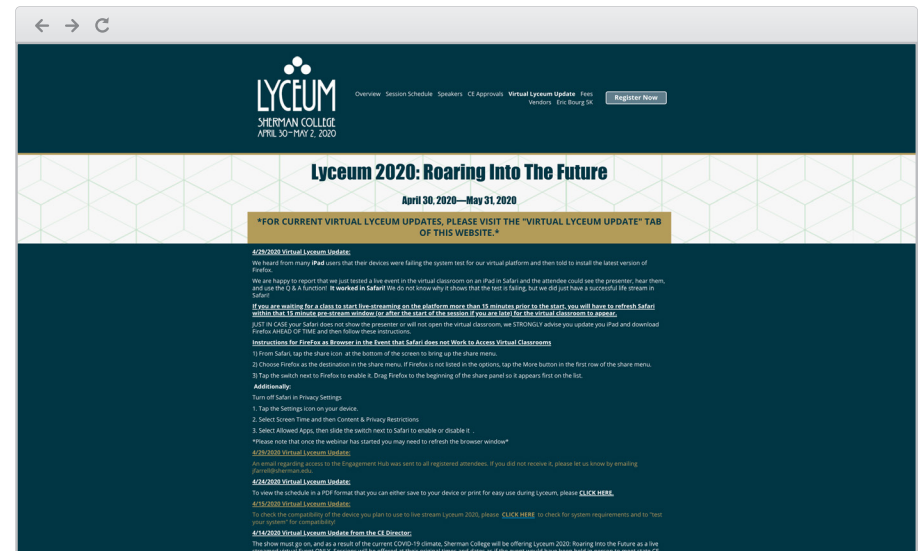 LYCEUM
SHERMAN COLLEGE
APRIL 30–MAY 2, 2020
Overview Session Schedule Speakers CE Approvals Virtual Lyceum Update Fees
Vendors Eric Bourg 5K
Register Now
Lyceum 2020: Roaring Into The Future
April 30, 2020—May 31, 2020
*FOR CURRENT VIRTUAL LYCEUM UPDATES, PLEASE VISIT THE "VIRTUAL LYCEUM UPDATE" TAB
OF THIS WEBSITE.*
4/29/2020 Virtual Lyceum Update:
We heard from many iPad users that their devices were failing the system test for our virtual platform and then told to install the latest version of
Firefox.
We are happy to report that we just tested a live event in the virtual classroom on an iPad in Safari and the attendee could see the presenter, hear them,
and use the Q & A function! It worked in Safari! We do not know why it shows that the test is failing, but we did just have a successful life stream in
Safari!
If you are waiting for a class to start live-streaming on the platform more than 15 minutes prior to the start, you will have to refresh Safari
within that 15 minute pre-stream window (or after the start of the session if you are late) for the virtual classroom to appear.
JUST IN CASE your Safari does not show the presenter or will not open the virtual classroom, we STRONGLY advise you update you iPad and download
Firefox AHEAD OF TIME and then follow these instructions.
Instructions for FireFox as Browser in the Event that Safari does not Work to Access Virtual Classrooms
1) From Safari, tap the share icon at the bottom of the screen to bring up the share menu.
2) Choose Firefox as the destination in the share menu. If Firefox is not listed in the options, tap the More button in the first row of the share menu.
3) Tap the switch next to Firefox to enable it. Drag Firefox to the beginning of the share panel so it appears first on the list.
Additionally:
Turn off Safari in Privacy Settings
1. Tap the Settings icon on your device.
2. Select Screen Time and then Content & Privacy Restrictions
3. Select Allowed Apps, then slide the switch next to Safari to enable or disable it .
*Please note that once the webinar has started you may need to refresh the browser window*
4/29/2020 Virtual Lyceum Update:
An email regarding access to the Engagement Hub was sent to all registered attendees. If you did not receive it, please let us know by emailing
jfarrell@sherman.edu.
4/24/2020 Virtual Lyceum Update:
To view the schedule in a PDF format that you can either save to your device or print for easy use during Lyceum, please CLICK HERE.
4/15/2020 Virtual Lyceum Update:
To check the compatibility of the device you plan to use to live stream Lyceum 2020, please CLICK HERE to check for system requirements and to "test
your system" for compatibility!
4/14/2020 Virtual Lyceum Update from the CE Director:
The show must go on, and as a result of the current COVID-19 climate, Sherman College will be offering Lyceum 2020: Roaring Into the Future as a live